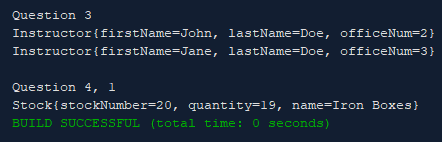 Question 3
Instructor{firstName=John, lastName=Doe, officeNum=2}
Instructor{firstName=Jane, lastName=Doe, officeNum=3}
Question 4, 1
Stock{stockNumber=20, quantity=19, name=Iron Boxes}
BUILD SUCCESSFUL (total time: 0 seconds)